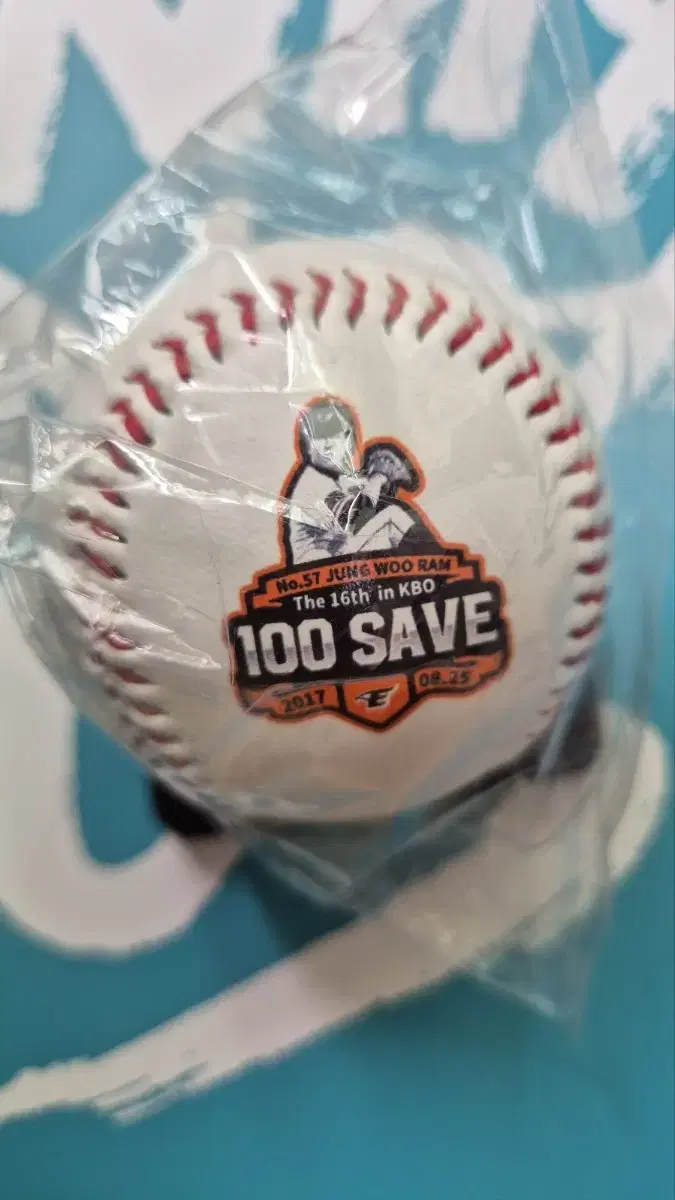 No.57 JUNG WOO RAM
The 16th in KBO
100 SAVE
2017 08.25
E